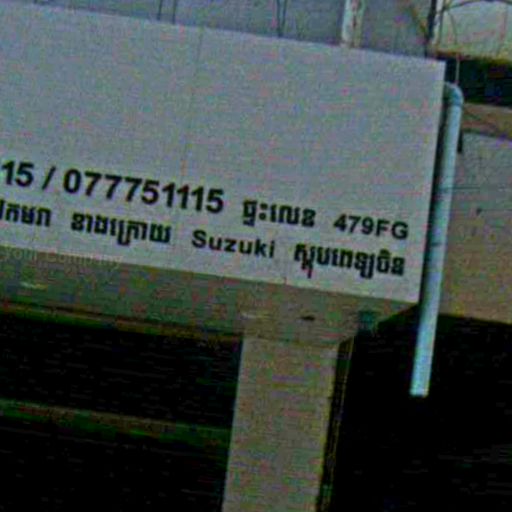 15 / 077751115 ផ្ទះលេខ 479FG
ខាងក្រោយ Suzuki ស្តុបពេទ្យចិន